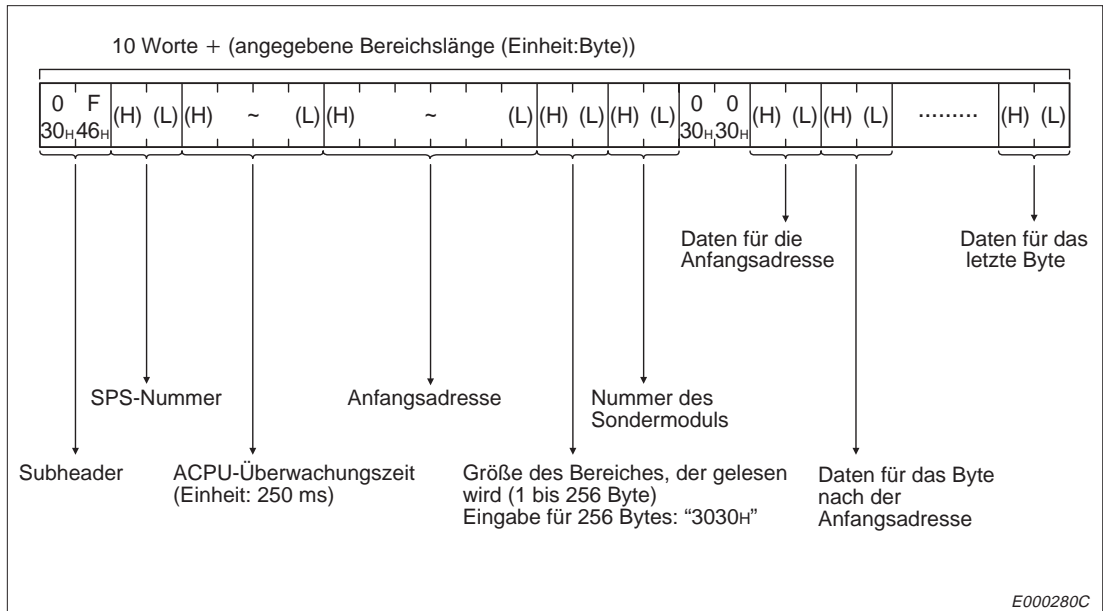 10 Worte + (angegebene Bereichslänge (Einheit:Byte))
0 F (H) (L) (H) ~ (L) (H) ~ (L) (H) (L) (H) (L) 0 0 (H) (L) (H) (L) ········· (H) (L)
30H 46H 30H 30H
Daten für die
Anfangsadresse
Daten für das
letzte Byte
SPS-Nummer
Anfangsadresse
Nummer des
Sondermoduls
Subheader
ACPU-Überwachungszeit
(Einheit: 250 ms)
Größe des Bereiches, der gelesen
wird (1 bis 256 Byte)
Eingabe für 256 Bytes: “3030H”
Daten für das Byte
nach der
Anfangsadresse
E000280C